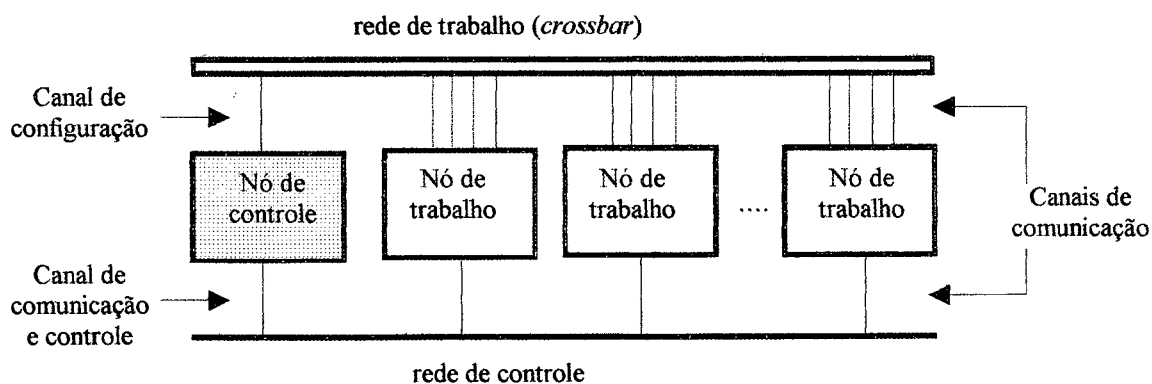 rede de trabalho (crossbar)
Canal de
configuração
Nó de
controle
Nó de
trabalho
Nó de
trabalho
....
Nó de
trabalho
Canais de
comunicação
Canal de
comunicação
e controle
rede de controle